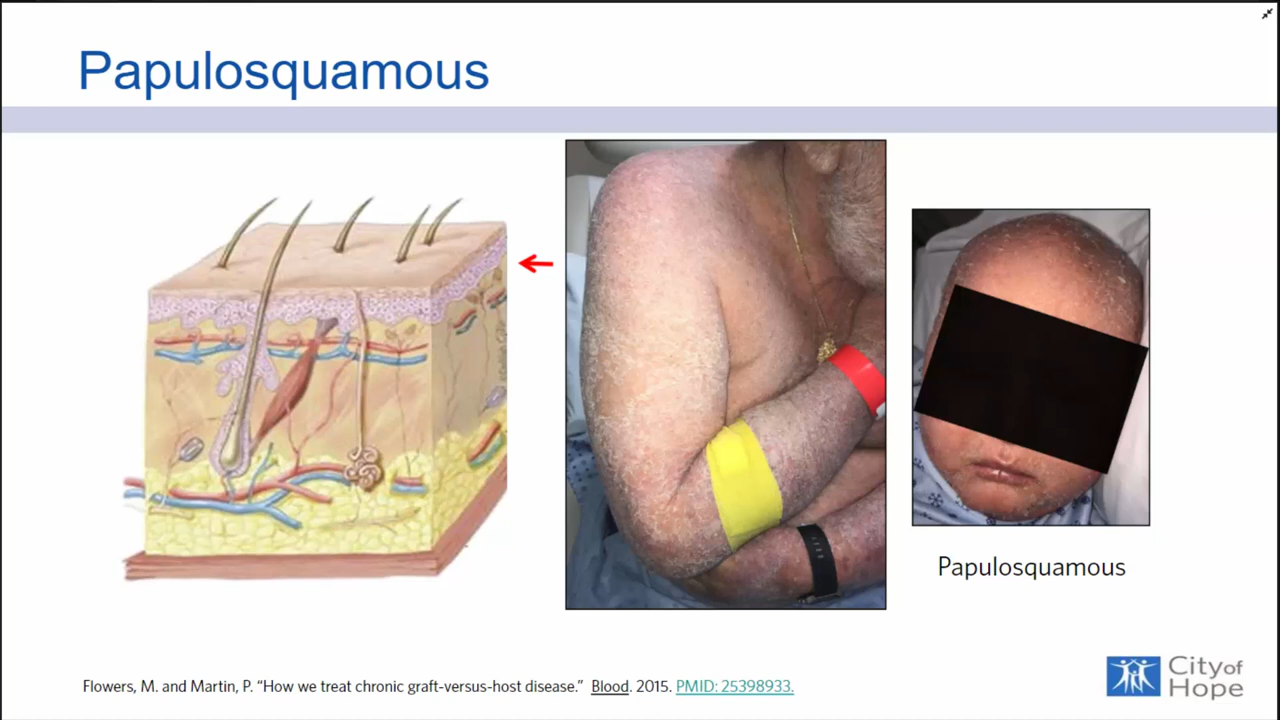 Papulosquamous
Papulosquamous
Flowers, M. and Martin, P. “How we treat chronic graft-versus-host disease.” Blood. 2015. PMID: 25398933.
City of
Hope